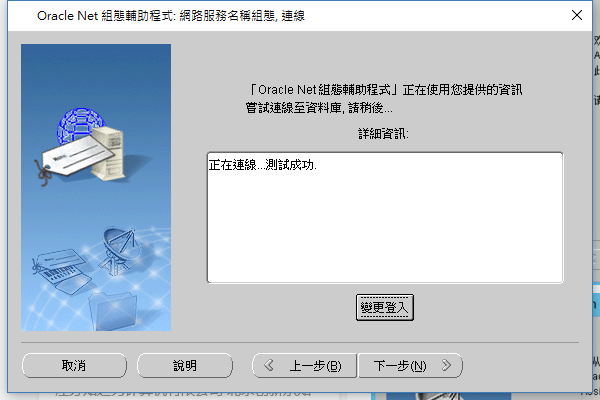 Oracle Net 組態輔助程式: 網路服務名稱組態, 連線
「Oracle Net 組態輔助程式」正在使用您提供的資訊
嘗試連線至資料庫, 請稍後...
詳細資訊:
正在連線...測試成功.
變更登入
取消
說明
上一步(B)
下一步(N)